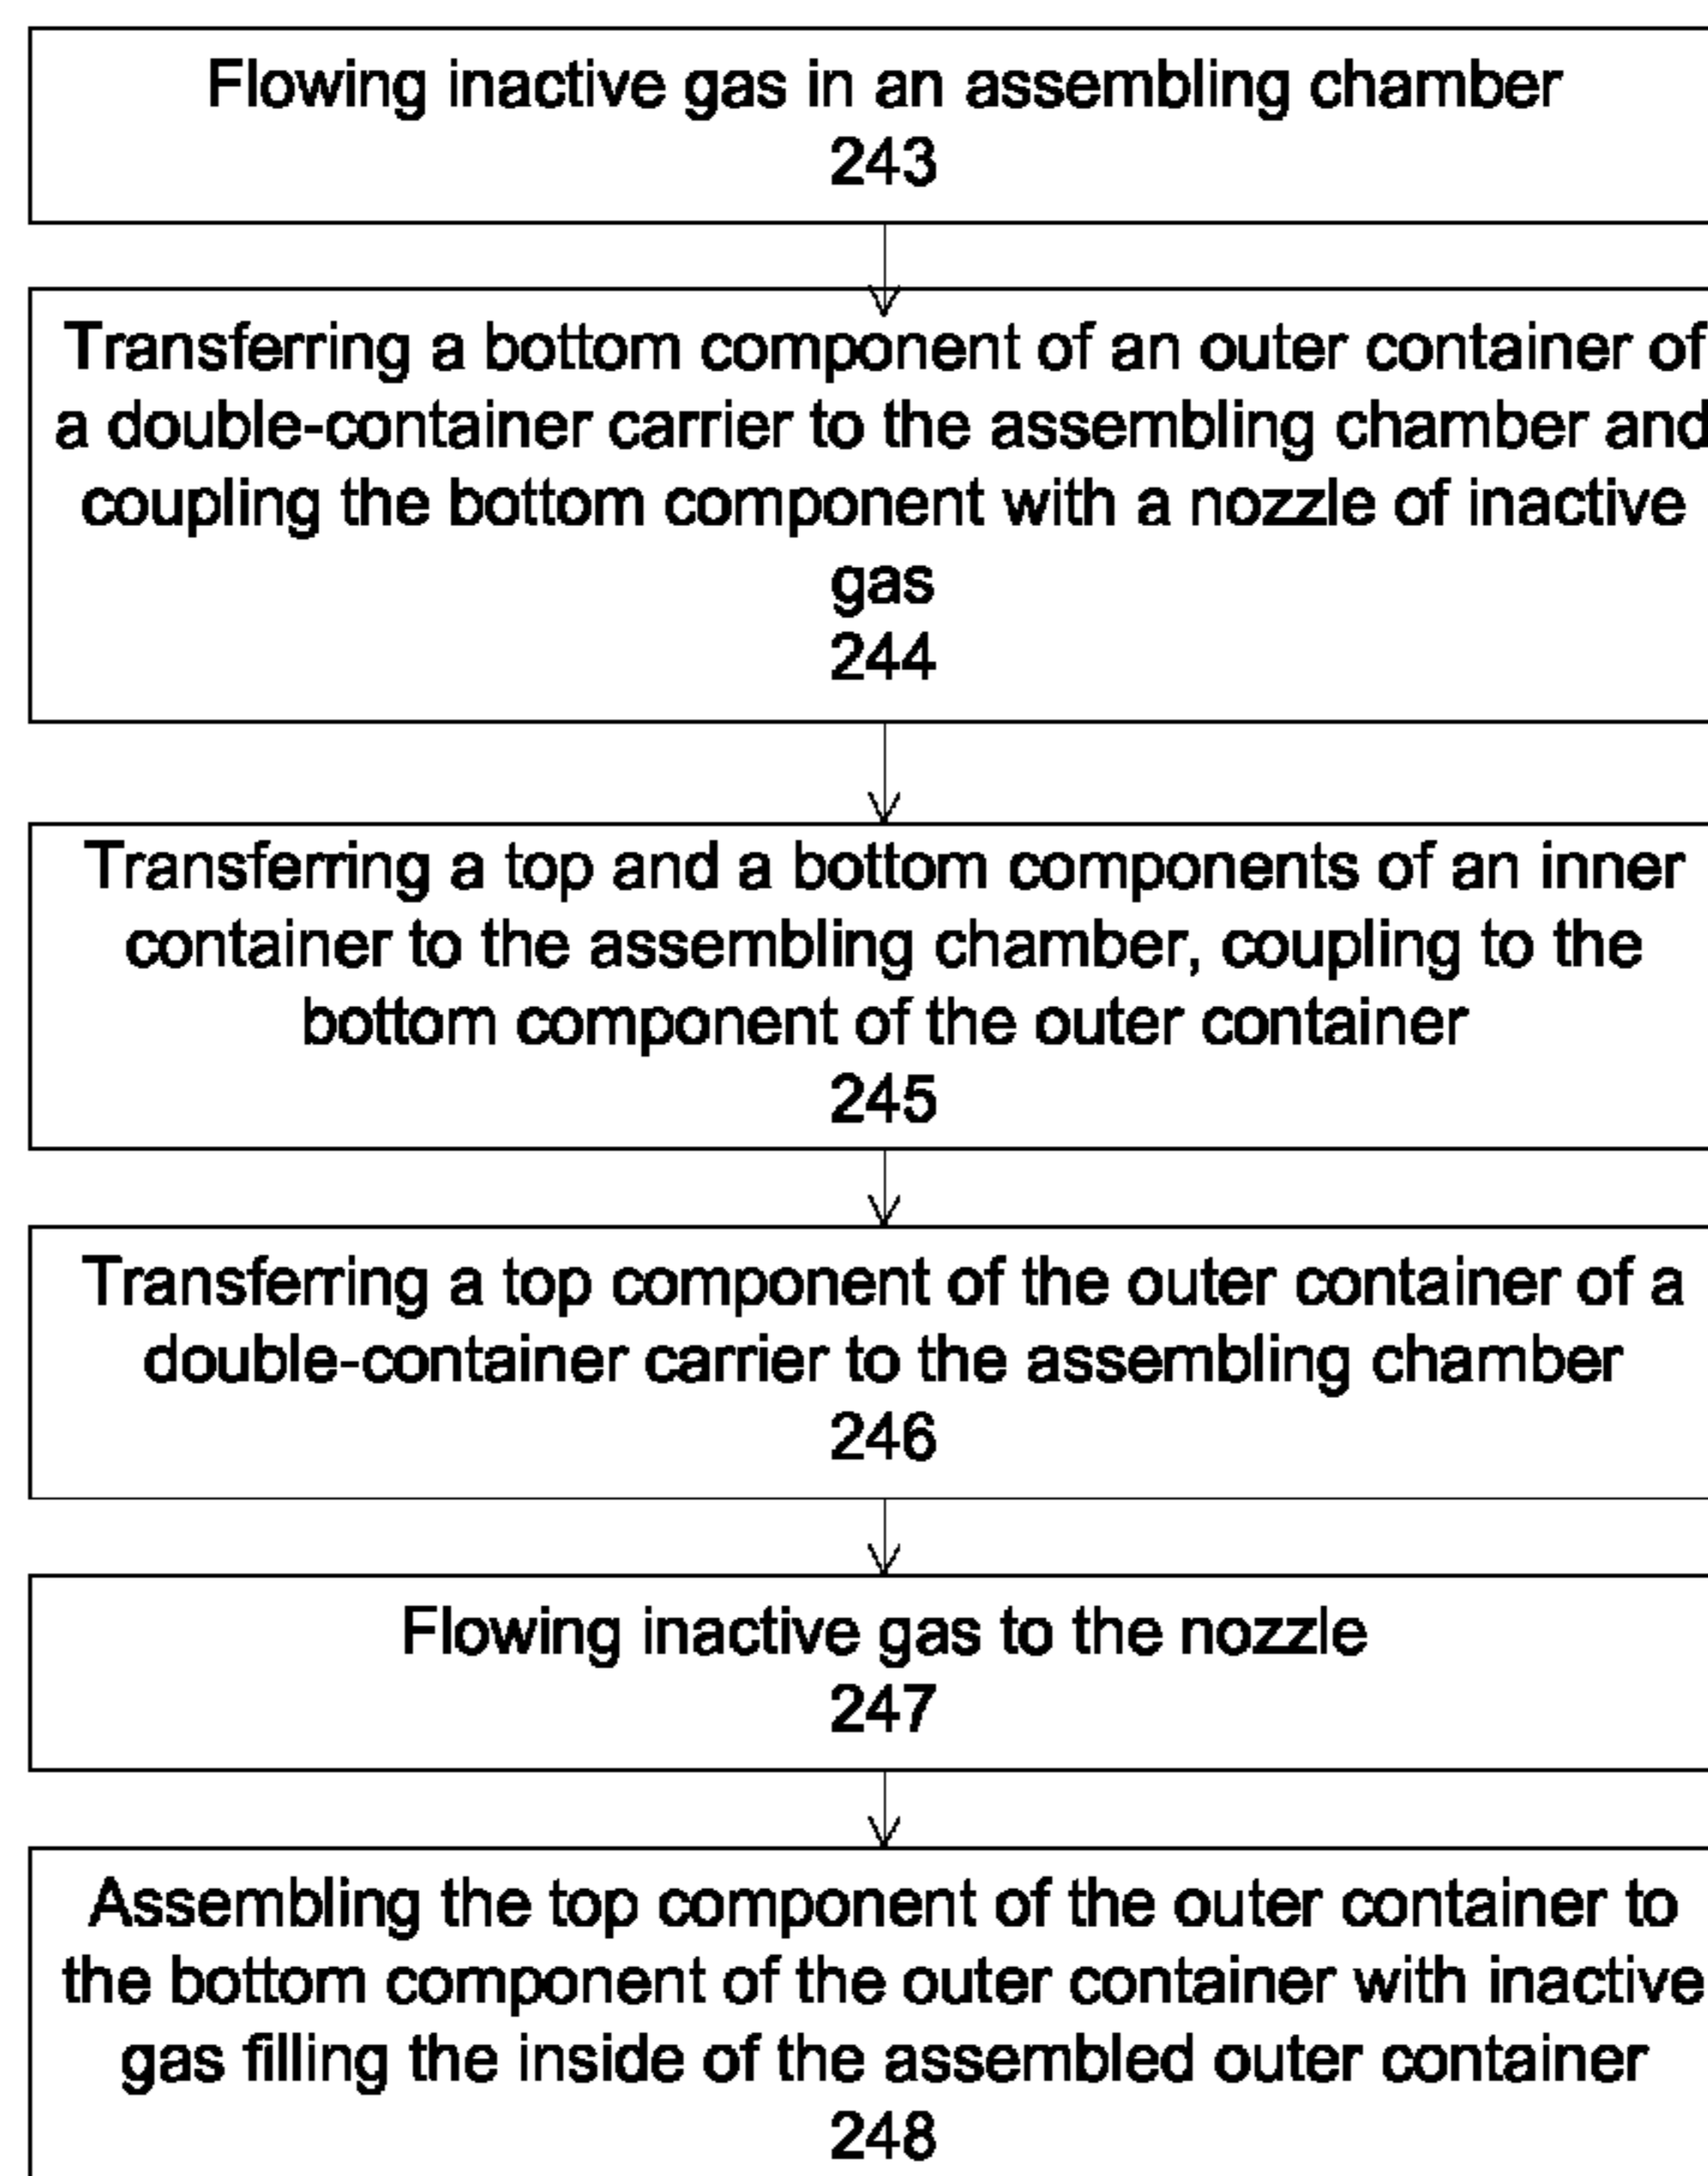 Flowing inactive gas in an assembling chamber
243
Transferring a bottom component of an outer container of
a double-container carrier to the assembling chamber and
coupling the bottom component with a nozzle of inactive
gas
244
Transferring a top and a bottom components of an inner
container to the assembling chamber, coupling to the
bottom component of the outer container
245
Transferring a top component of the outer container of a
double-container carrier to the assembling chamber
246
Flowing inactive gas to the nozzle
247
Assembling the top component of the outer container to
the bottom component of the outer container with inactive
gas filling the inside of the assembled outer container
248